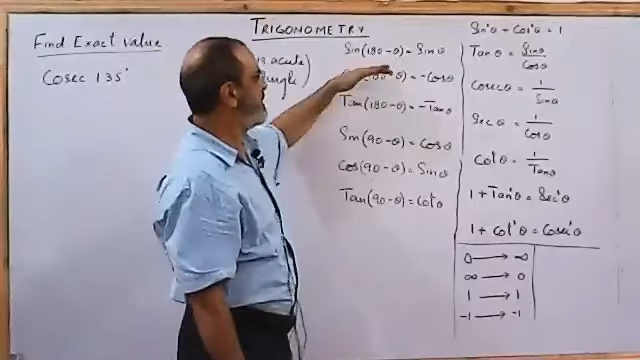 TRIGONOMETRY
Find Exact value
Cosec 135°
is acute
angle)
Sin(180-θ) = Sinθ
180-θ) = -Cosθ
Tan(180-θ) = -Tanθ
Sin(90-θ) = Cosθ
Cos(90-θ) = Sinθ
Tan(90-θ) = Cotθ
Sin²θ + Cos²θ = 1
Tanθ = Sinθ/Cosθ
Cosecθ = 1/Sinθ
Secθ = 1/Cosθ
Cotθ = 1/Tanθ
1 + Tan²θ = Sec²θ
1 + Cot²θ = Cosec²θ
0 → ∞
∞ → 0
1 → 1
-1 → -1